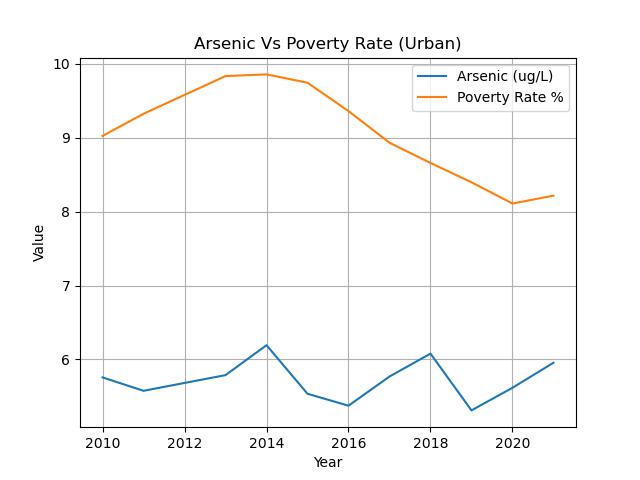 Arsenic Vs Poverty Rate (Urban)
Arsenic (ug/L)
Poverty Rate %
10
9
8
7
6
Value
2010 2012 2014 2016 2018 2020
Year